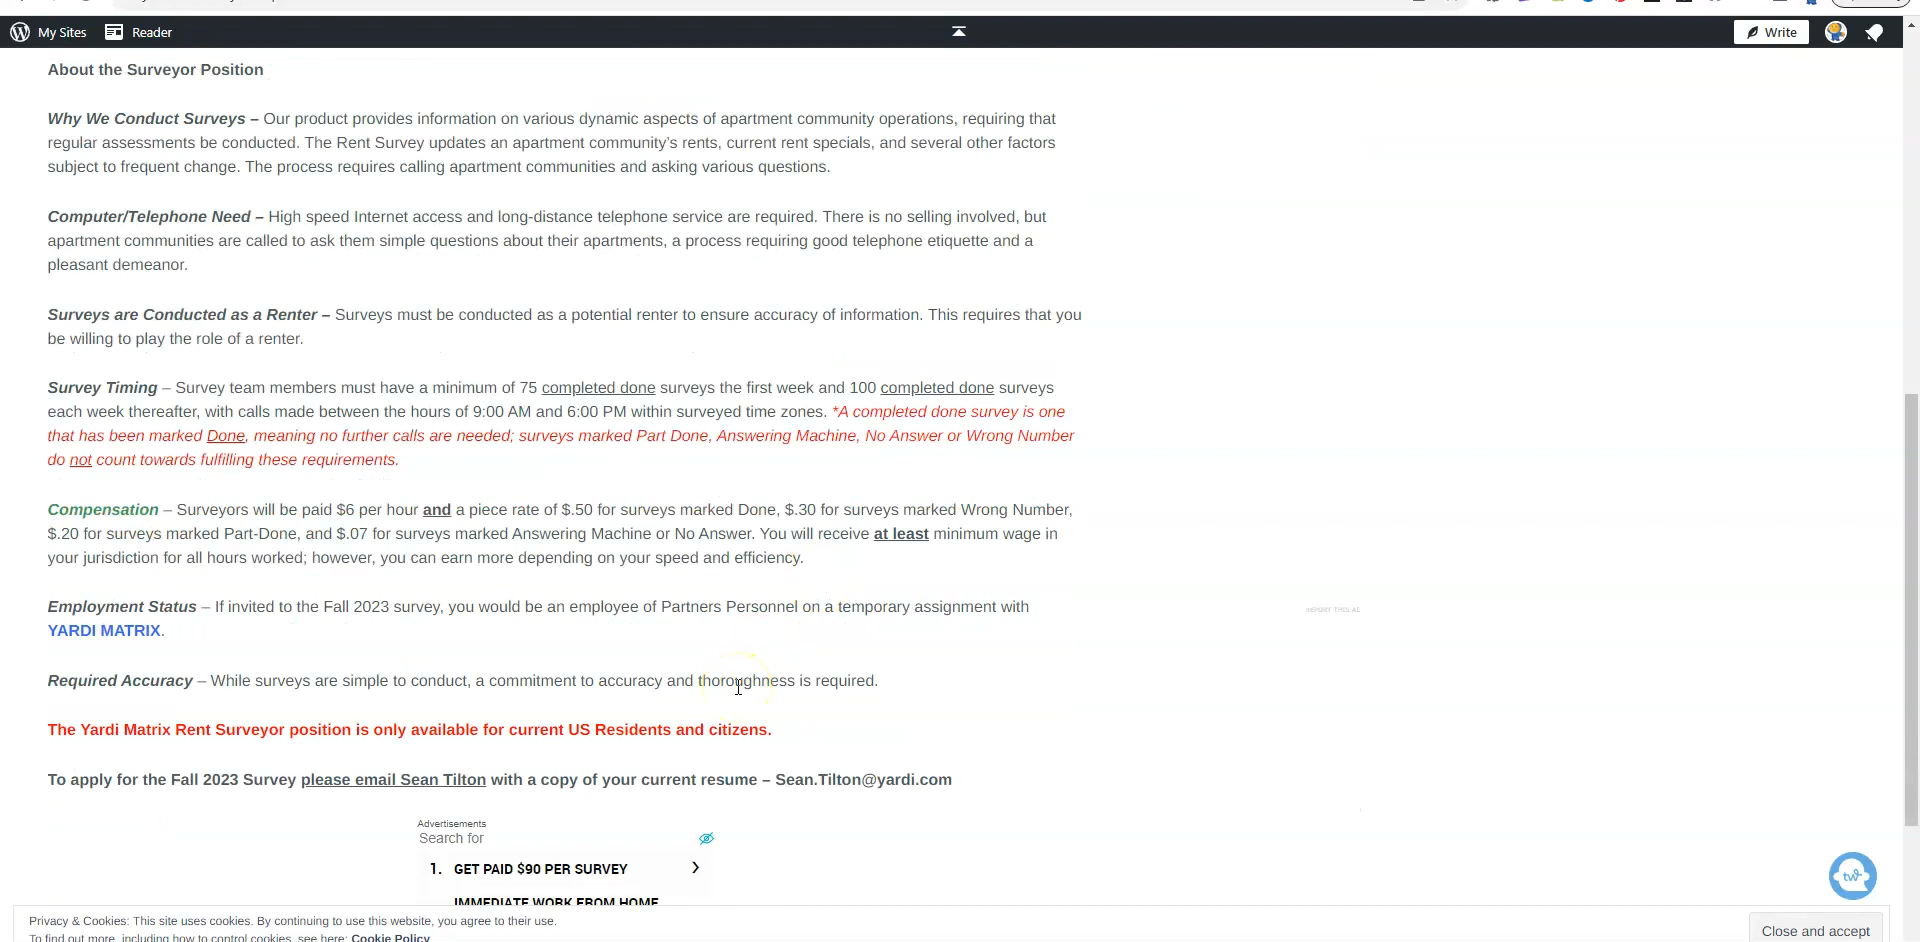 My Sites
Reader
Write
About the Surveyor Position
Why We Conduct Surveys – Our product provides information on various dynamic aspects of apartment community operations, requiring that
regular assessments be conducted. The Rent Survey updates an apartment community's rents, current rent specials, and several other factors
subject to frequent change. The process requires calling apartment communities and asking various questions.
Computer/Telephone Need – High speed Internet access and long-distance telephone service are required. There is no selling involved, but
apartment communities are called to ask them simple questions about their apartments, a process requiring good telephone etiquette and a
pleasant demeanor.
Surveys are Conducted as a Renter – Surveys must be conducted as a potential renter to ensure accuracy of information. This requires that you
be willing to play the role of a renter.
Survey Timing – Survey team members must have a minimum of 75 completed done surveys the first week and 100 completed done surveys
each week thereafter, with calls made between the hours of 9:00 AM and 6:00 PM within surveyed time zones. *A completed done survey is one
that has been marked Done, meaning no further calls are needed; surveys marked Part Done, Answering Machine, No Answer or Wrong Number
do not count towards fulfilling these requirements.
Compensation – Surveyors will be paid $6 per hour and a piece rate of $.50 for surveys marked Done, $.30 for surveys marked Wrong Number,
$.20 for surveys marked Part-Done, and $.07 for surveys marked Answering Machine or No Answer. You will receive at least minimum wage in
your jurisdiction for all hours worked; however, you can earn more depending on your speed and efficiency.
Employment Status – If invited to the Fall 2023 survey, you would be an employee of Partners Personnel on a temporary assignment with
YARDI MATRIX.
Required Accuracy – While surveys are simple to conduct, a commitment to accuracy and thoroughness is required.
The Yardi Matrix Rent Surveyor position is only available for current US Residents and citizens.
To apply for the Fall 2023 Survey please email Sean Tilton with a copy of your current resume – Sean.Tilton@yardi.com
Advertisements
Search for
1. GET PAID $90 PER SURVEY
IMMEDIATE WORK FROM HOME
tw
Privacy & Cookies: This site uses cookies. By continuing to use this website, you agree to their use.
To find out more, including how to control cookies, see here: Cookie Policy
Close and accept